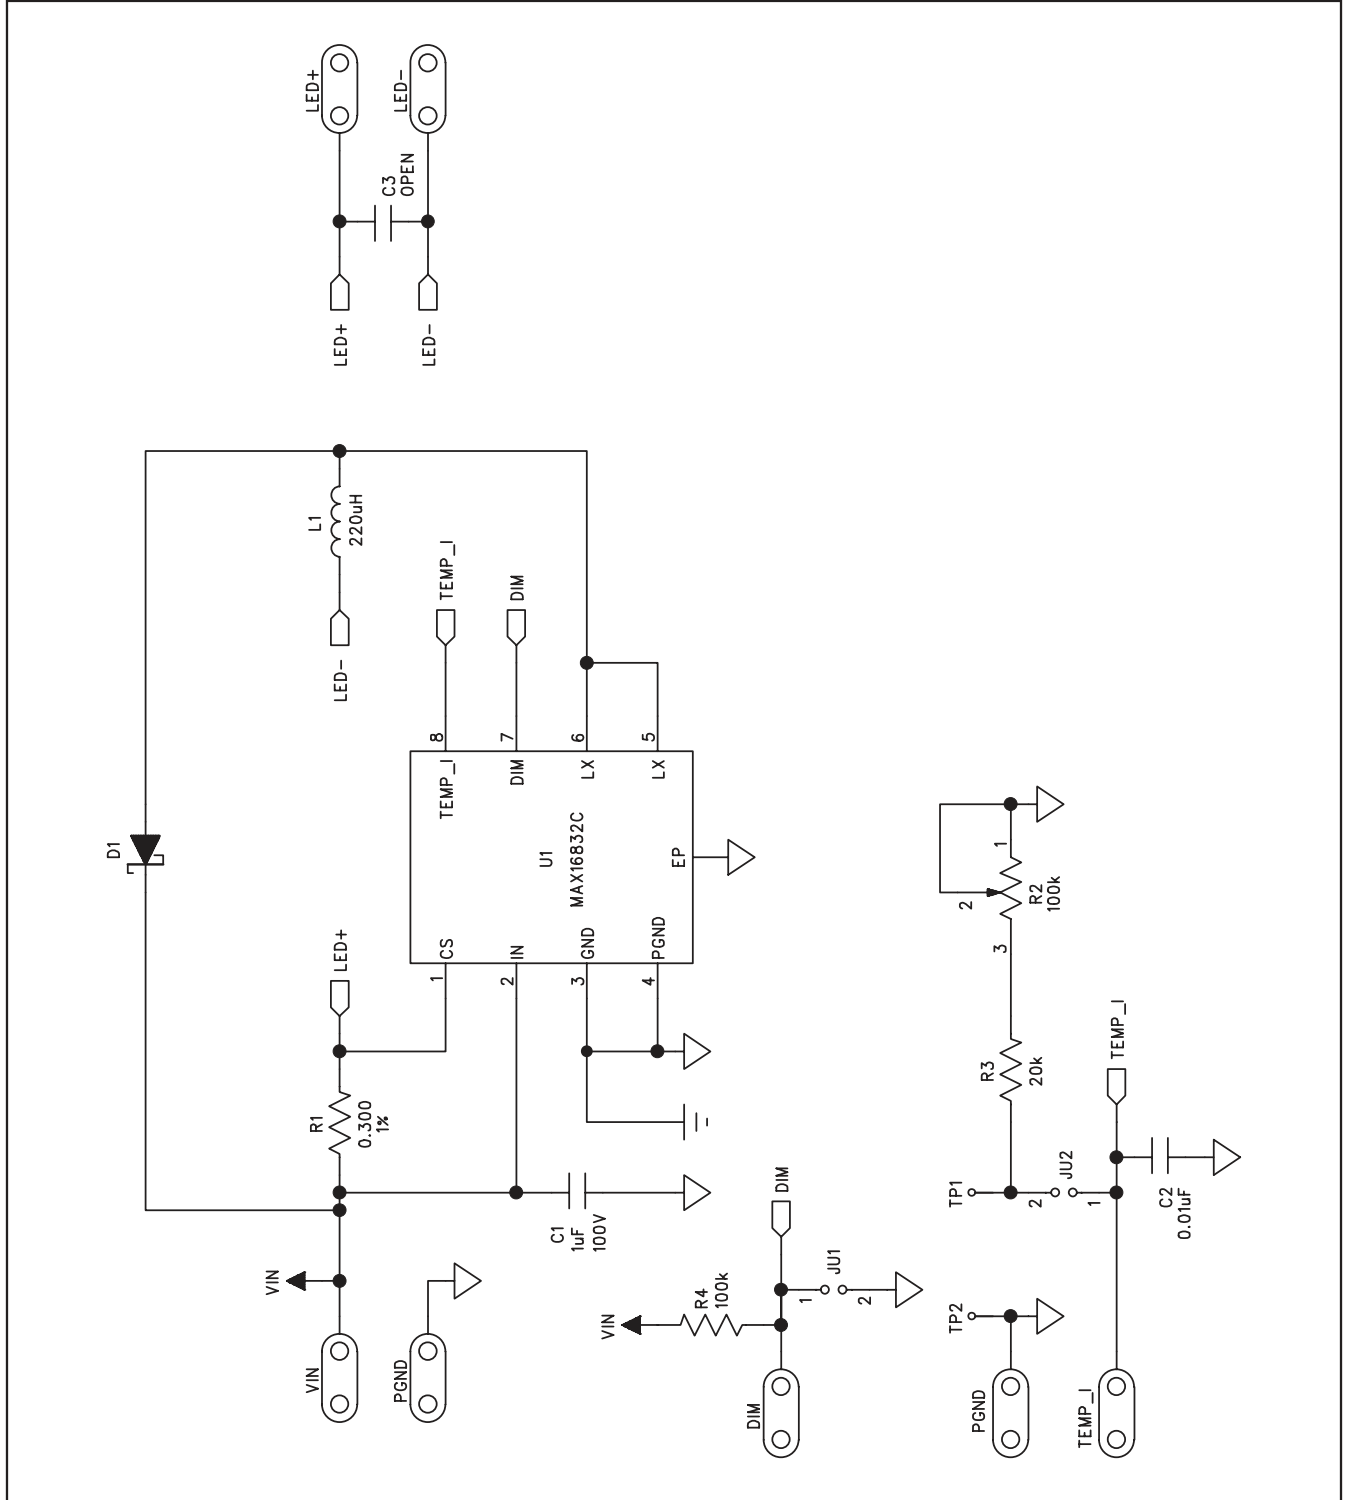 VIN
PGND
VIN
D1
R1
0.300
1%
LED+
C1
1uF
100V
1
CS
2
IN
3
GND
4
PGND
U1
MAX16832C
EP
TEMP_I
8
DIM
7
LX
6
LX
5
TEMP_I
DIM
LED-
L1
220uH
LED+
LED-
C3
OPEN
LED+
LED-
DIM
VIN
R4
100k
DIM
1
JU1
2
PGND
TP2
TEMP_I
TP1
2
JU2
1
C2
0.01uF
TEMP_I
R3
20k
3
2
1
R2
100k